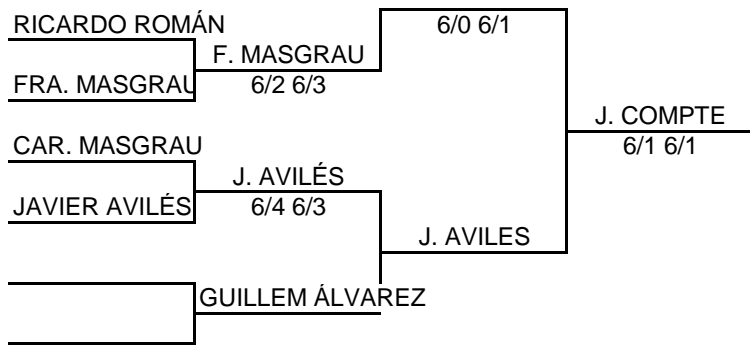 RICARDO ROMÁN
6/0 6/1
F. MASGRAU
FRA. MASGRAU
6/2 6/3
J. COMPTE
CAR. MASGRAU
6/1 6/1
J. AVILÉS
JAVIER AVILÉS
6/4 6/3
J. AVILES
GUILLEM ÁLVAREZ